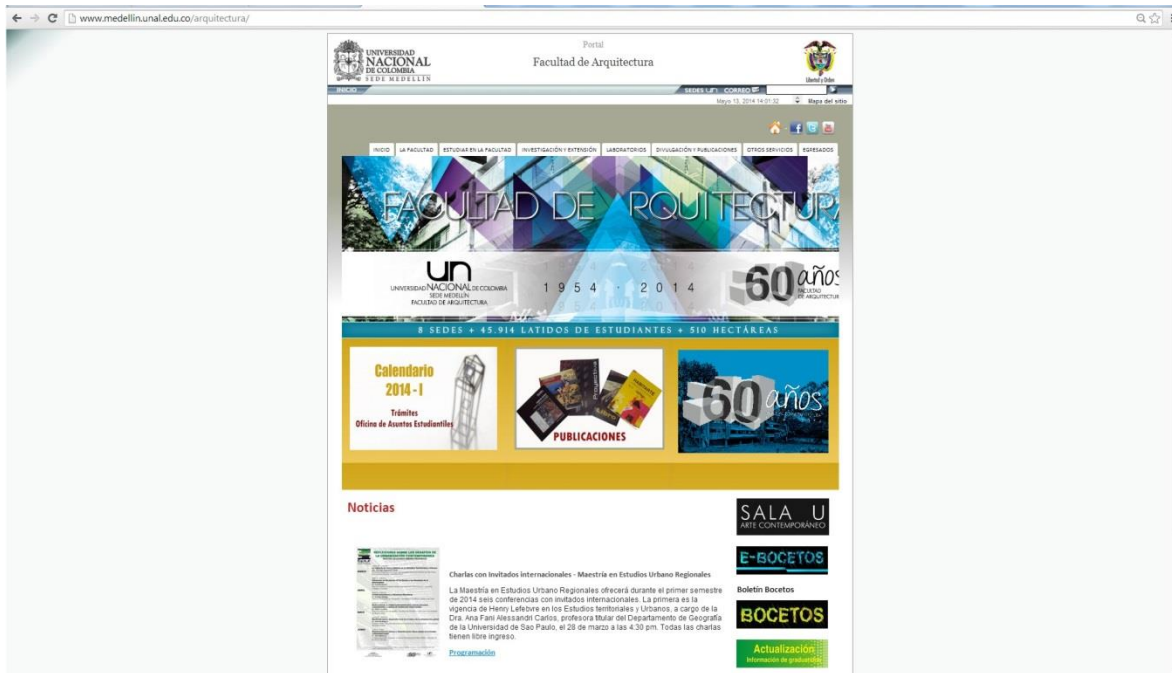 www.medellin.unal.edu.co/arquitectura/
UNIVERSIDAD
NACIONAL
DE COLOMBIA
SEDE MEDELLÍN
Portal
Facultad de Arquitectura
Libertad y Orden
INICIO
SEDES un CORREO
Mayo 13, 2014 14:01:32 Mapa del sitio
INICIO LA FACULTAD ESTUDIAR EN LA FACULTAD INVESTIGACIÓN Y EXTENSIÓN LABORATORIOS DIVULGACIÓN Y PUBLICACIONES OTROS SERVICIOS EGRESADOS
FACULTAD DE RQUITECTURA
un
UNIVERSIDAD NACIONAL DE COLOMBIA
SEDE MEDELLÍN
FACULTAD DE ARQUITECTURA
1954 - 2014
60 años
FACULTAD
DE ARQUITECTUR
8 SEDES + 45.914 LATIDOS DE ESTUDIANTES + 510 HECTÁREAS
Calendario
2014 - I
Trámites
Oficina de Asuntos Estudiantiles
PUBLICACIONES
60 años
Noticias
Charlas con Invitados internacionales - Maestría en Estudios Urbano Regionales
La Maestría en Estudios Urbano Regionales ofrecerá durante el primer semestre
de 2014 seis conferencias con invitados internacionales. La primera es la
vigencia de Henry Lefebvre en los Estudios territoriales y Urbanos, a cargo de la
Dra. Ana Fani Alessandri Carlos, profesora titular del Departamento de Geografía
de la Universidad de Sao Paulo, el 28 de marzo a las 4:30 pm. Todas las charlas
tienen libre ingreso.
Programación
SALA U
ARTE CONTEMPORÁNEO
E-BOCETOS
Boletín Bocetos
BOCETOS
Actualización
Información de graduados